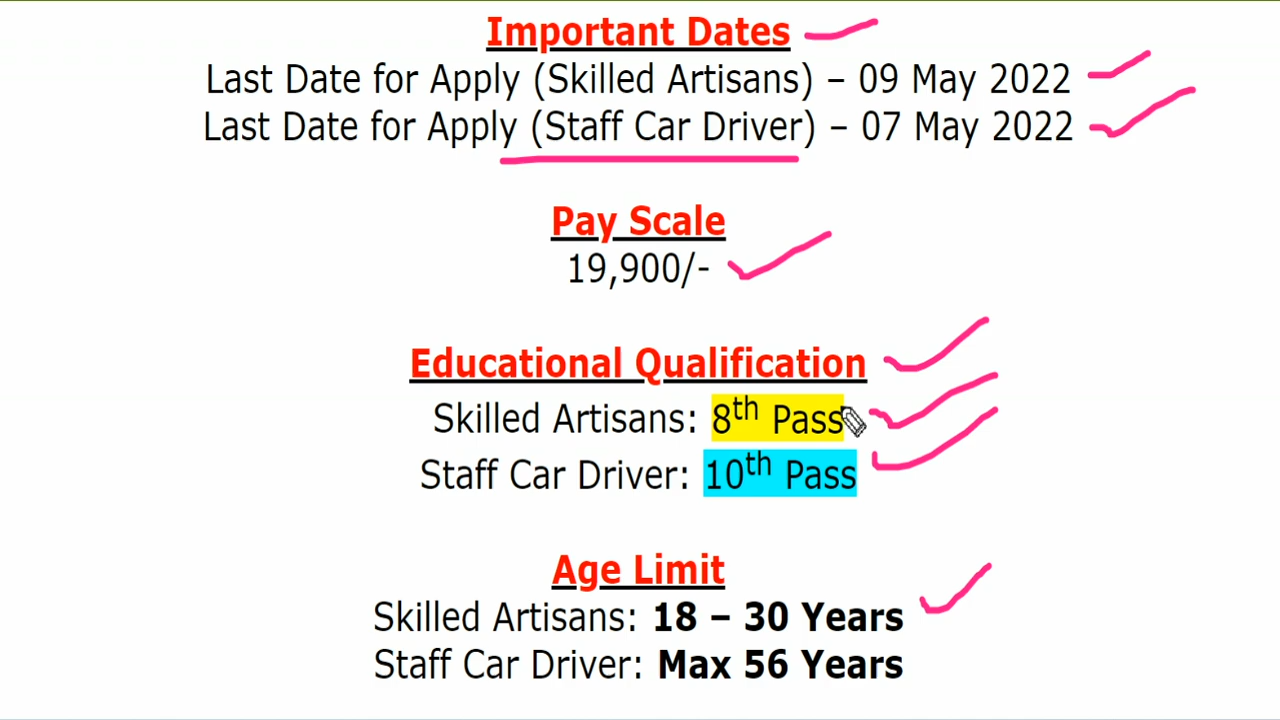 Important Dates
Last Date for Apply (Skilled Artisans) – 09 May 2022
Last Date for Apply (Staff Car Driver) – 07 May 2022
Pay Scale
19,900/-
Educational Qualification
Skilled Artisans: 8th Pass
Staff Car Driver: 10th Pass
Age Limit
Skilled Artisans: 18 – 30 Years
Staff Car Driver: Max 56 Years